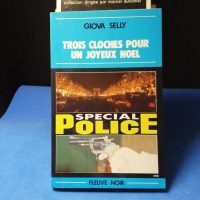 collection dirigée par marcel duhamel
GIOVA SELLY
TROIS CLOCHES POUR
UN JOYEUX NOEL
SPECIAL
POLICE
FLEUVE NOIR